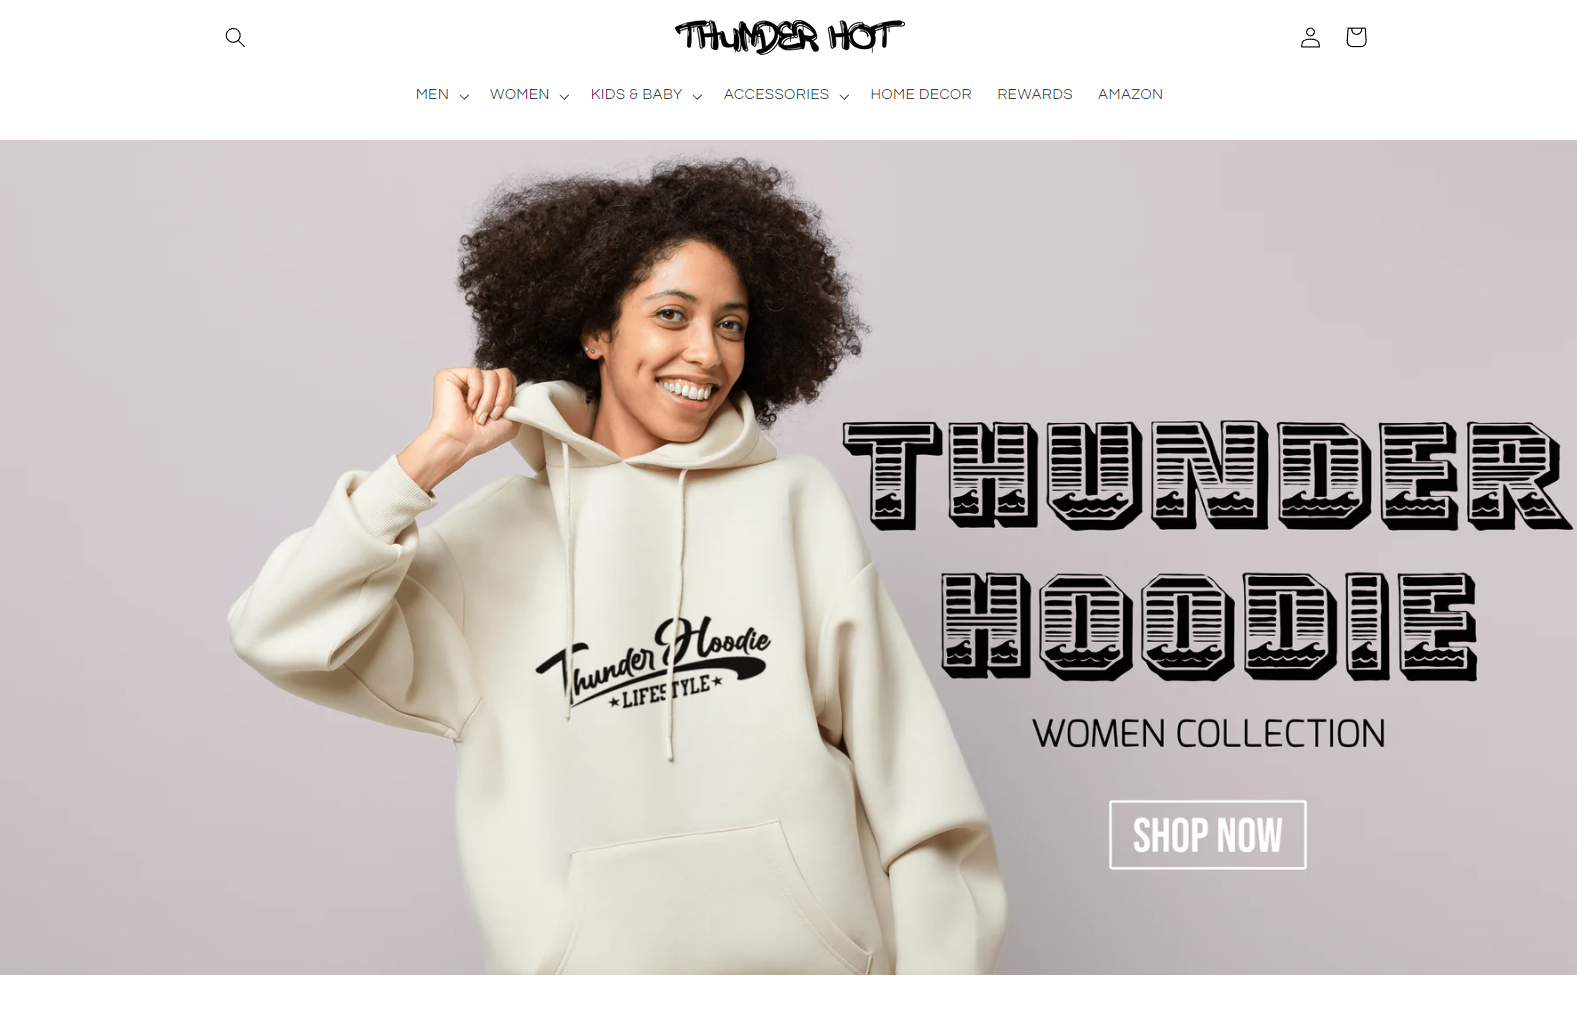 THUNDER HOT
MEN
WOMEN
KIDS & BABY
ACCESSORIES
HOME DECOR
REWARDS
AMAZON
THUNDER
HOODIE
Thunder Hoodie
LIFESTYLE
WOMEN COLLECTION
SHOP NOW